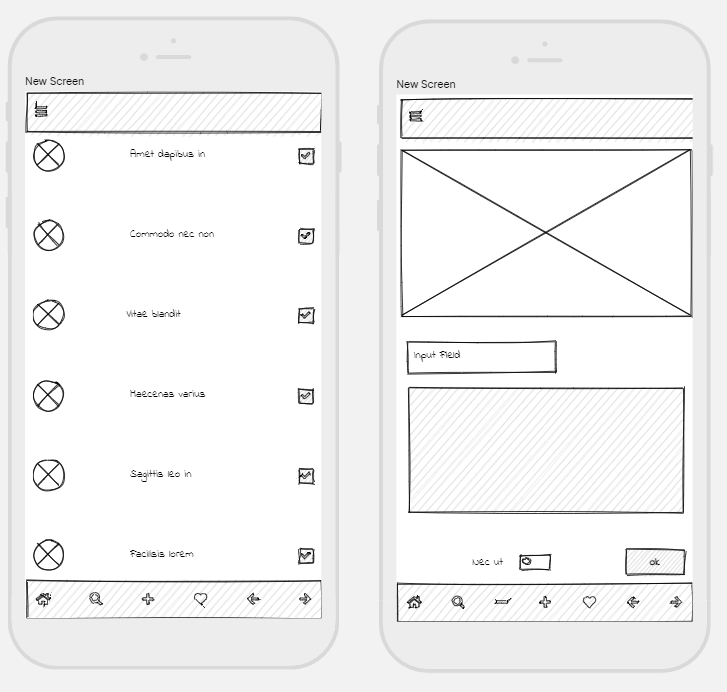 New Screen
Amet dapibus in
Commodo nec non
Vitae blandit
Maecenas varius
Sagittis leo in
Facilisis lorem
New Screen
Input Field
Nec ut
ok